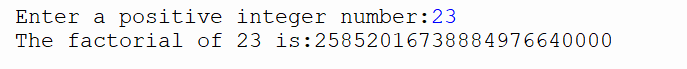 Enter a positive integer number:23
The factorial of 23 is:25852016738884976640000